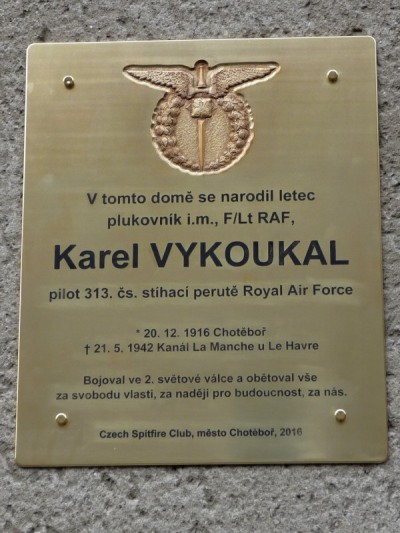 V tomto domě se narodil letec
plukovník i.m., F/Lt RAF,
Karel VYKOUKAL
pilot 313. čs. stíhací perutě Royal Air Force
* 20. 12. 1916 Chotěboř
† 21. 5. 1942 Kanál La Manche u Le Havre
Bojoval ve 2. světové válce a obětoval vše
za svobodu vlasti, za naději pro budoucnost, za nás.
Czech Spitfire Club, město Chotěboř, 2016